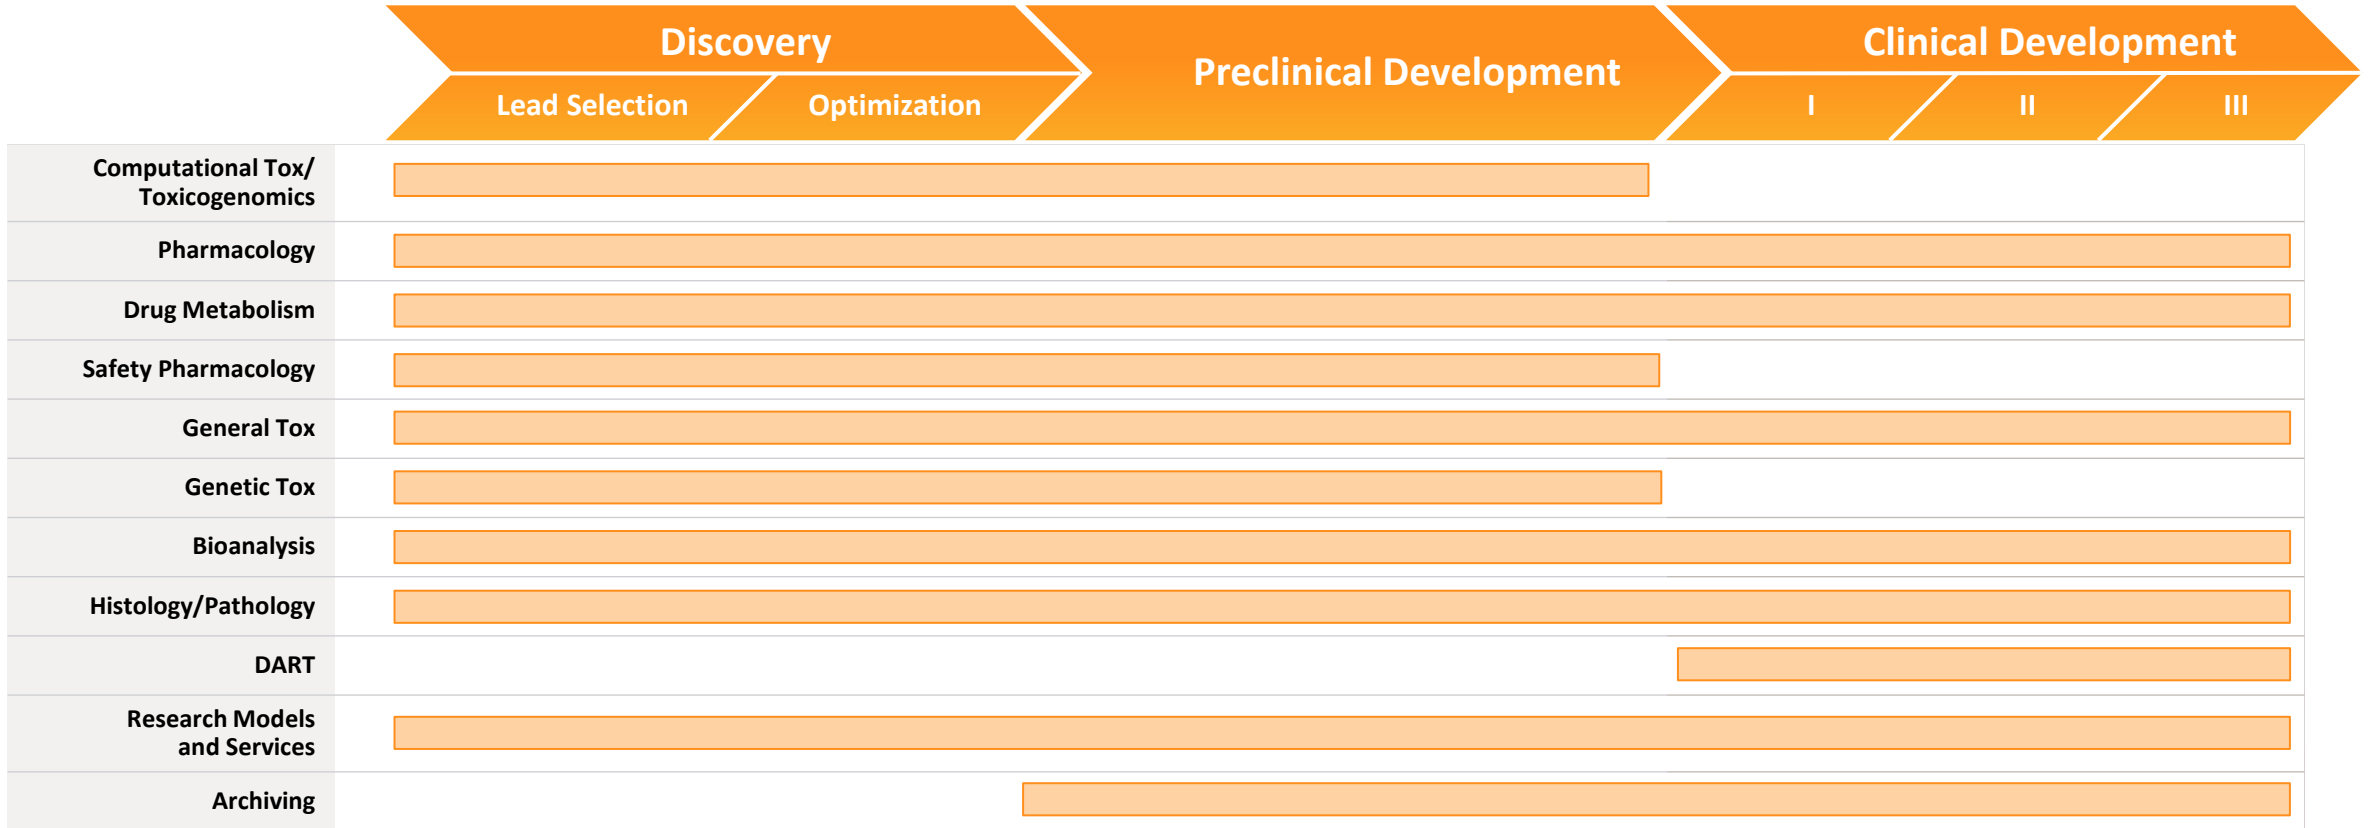 Discovery
Preclinical Development
Clinical Development
Lead Selection
Optimization
I
II
III
Computational Tox/
Toxicogenomics
Pharmacology
Drug Metabolism
Safety Pharmacology
General Tox
Genetic Tox
Bioanalysis
Histology/Pathology
DART
Research Models
and Services
Archiving